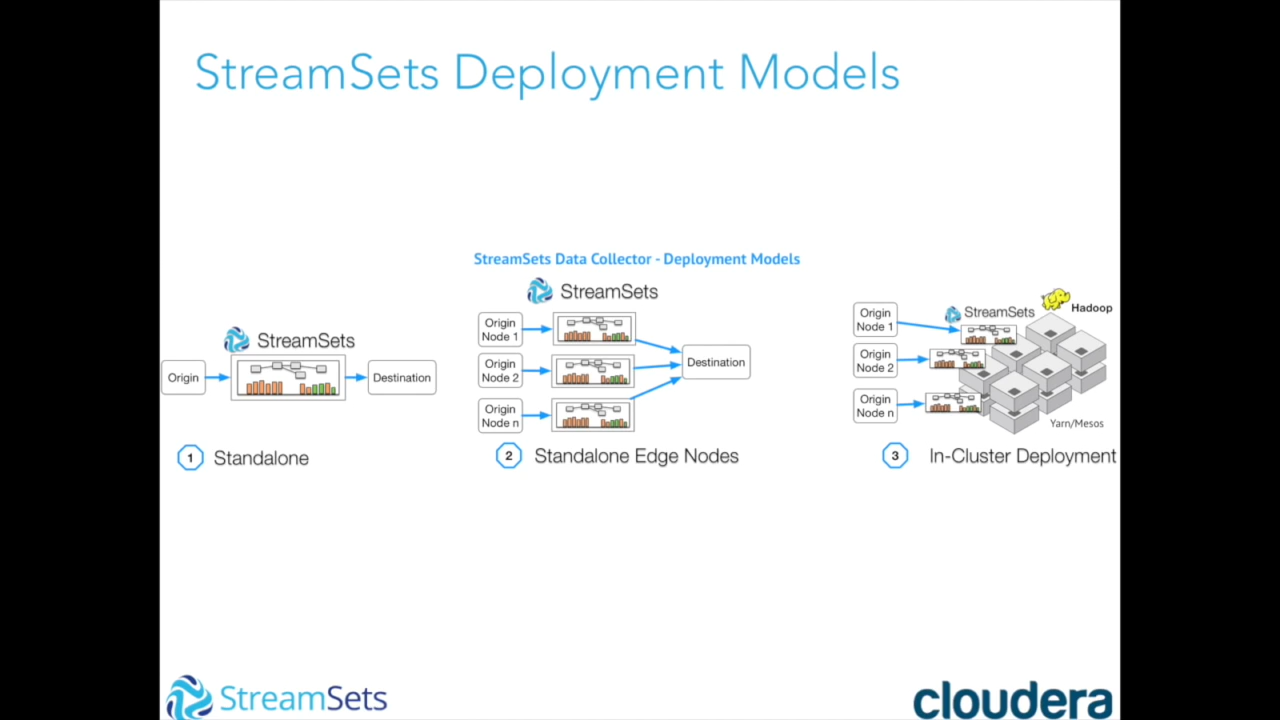 StreamSets Deployment Models
StreamSets Data Collector - Deployment Models
StreamSets
Origin
Destination
1
Standalone
StreamSets
Origin
Node 1
Origin
Node 2
Origin
Node n
Destination
2
Standalone Edge Nodes
StreamSets
Hadoop
Origin
Node 1
Origin
Node 2
Origin
Node n
Yarn/Mesos
3
In-Cluster Deployment
StreamSets
cloudera